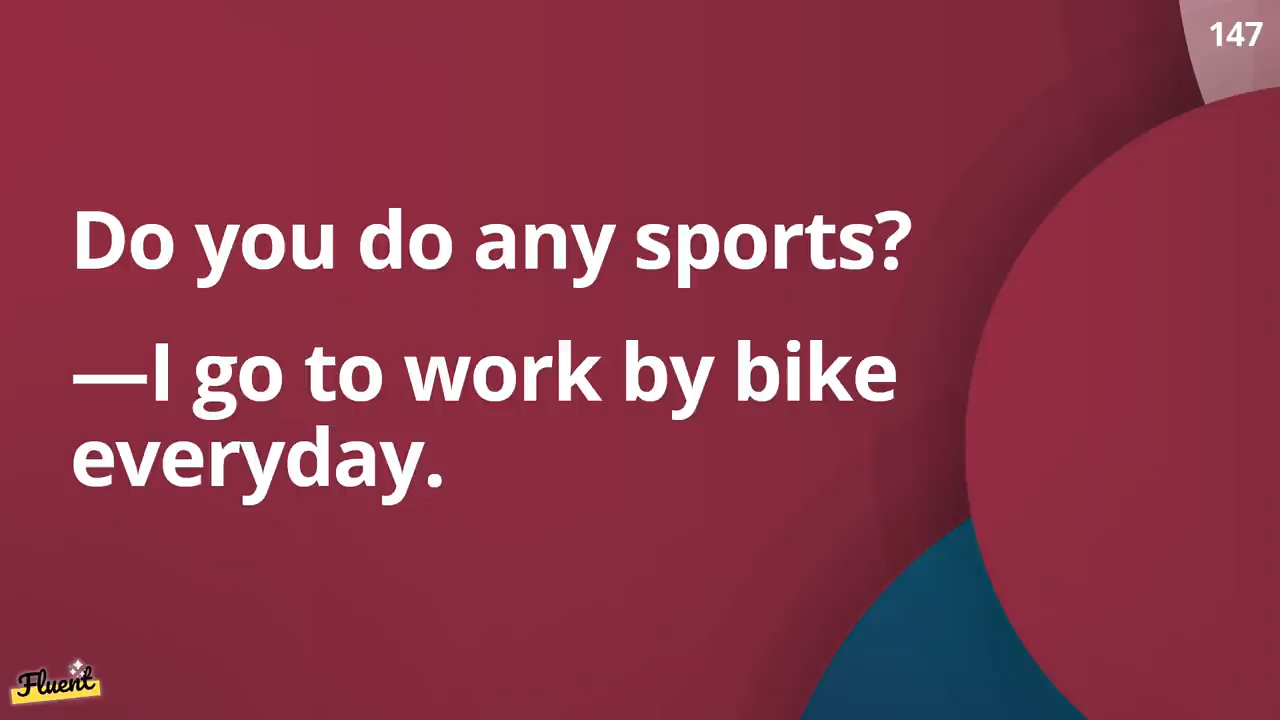 147
Do you do any sports?
—I go to work by bike
everyday.
Fluent